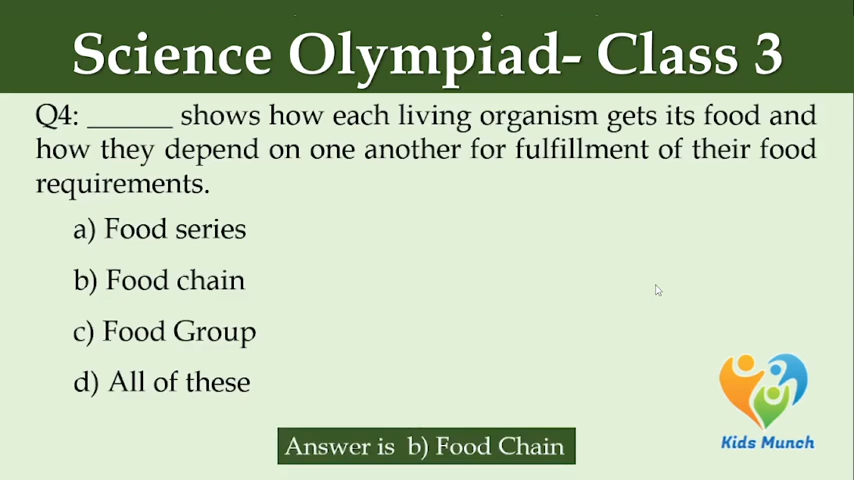 Science Olympiad- Class 3
Q4: ______ shows how each living organism gets its food and
how they depend on one another for fulfillment of their food
requirements.
a) Food series
b) Food chain
c) Food Group
d) All of these
Kids Munch
Answer is b) Food Chain